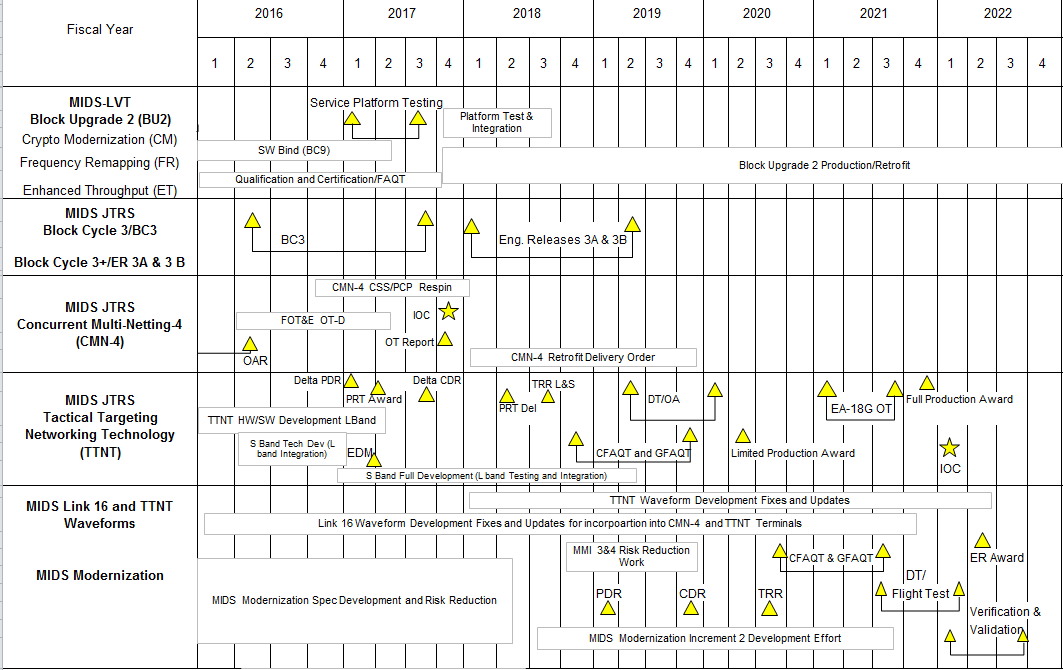 Fiscal Year
2016
2017
2018
2019
2020
2021
2022
1 2 3 4 1 2 3 4 1 2 3 4 1 2 3 4 1 2 3 4 1 2 3 4 1 2 3 4
MIDS-LVT
Block Upgrade 2 (BU2)
Crypto Modernization (CM)
Frequency Remapping (FR)
Enhanced Throughput (ET)
Service Platform Testing
Platform Test &
Integration
SW Bind (BC9)
Block Upgrade 2 Production/Retrofit
Qualification and Certification/FAQT
MIDS JTRS
Block Cycle 3/BC3
Block Cycle 3+/ER 3A & 3 B
BC3
Eng. Releases 3A & 3B
MIDS JTRS
Concurrent Multi-Netting-4
(CMN-4)
CMN-4 CSS/PCP Respin
IOC
FOT&E OT-D
OT Report
OAR
CMN-4 Retrofit Delivery Order
MIDS JTRS
Tactical Targeting
Networking Technology
(TTNT)
Delta PDR
PRT Award
Delta CDR
PRT Del
TRR L&S
DT/OA
EA-18G OT
Full Production Award
TTNT HW/SW Development LBand
S Band Tech Dev (L
band Integration)
EDM
CFAQT and GFAQT
Limited Production Award
IOC
S Band Full Development (L band Testing and Integration)
MIDS Link 16 and TTNT
Waveforms
TTNT Waveform Development Fixes and Updates
Link 16 Waveform Development Fixes and Updates for incorpoartion into CMN-4 and TTNT Terminals
MIDS Modernization
MMI 3&4 Risk Reduction
Work
CFAQT & GFAQT
ER Award
MIDS Modernization Spec Development and Risk Reduction
PDR
CDR
TRR
DT/
Flight Test
Verification &
Validation
MIDS Modernization Increment 2 Development Effort